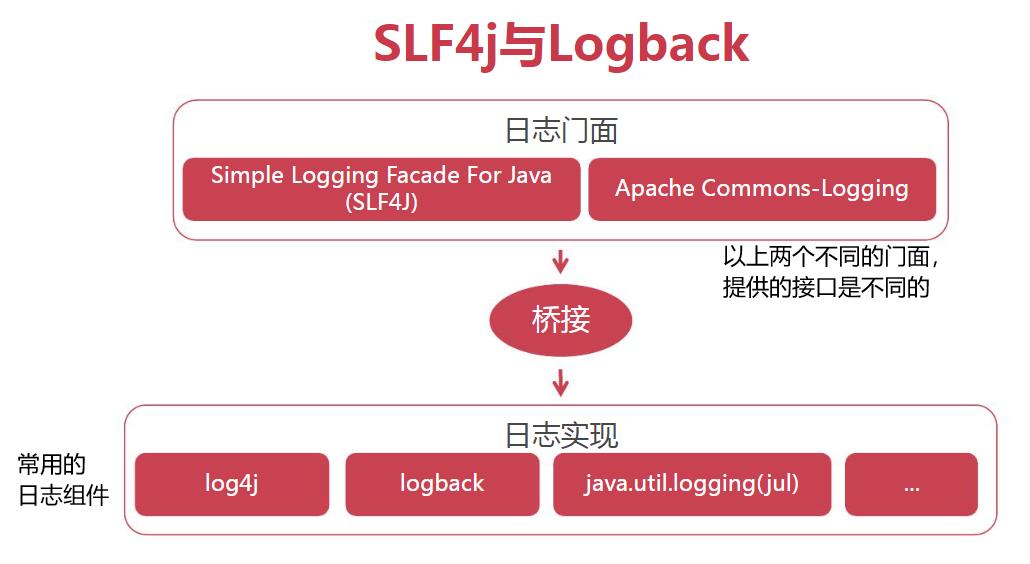 SLF4j与Logback
日志门面
Simple Logging Facade For Java
(SLF4J)
Apache Commons-Logging
以上两个不同的门面，
提供的接口是不同的
桥接
日志实现
常用的
日志组件
log4j
logback
java.util.logging(jul)
...